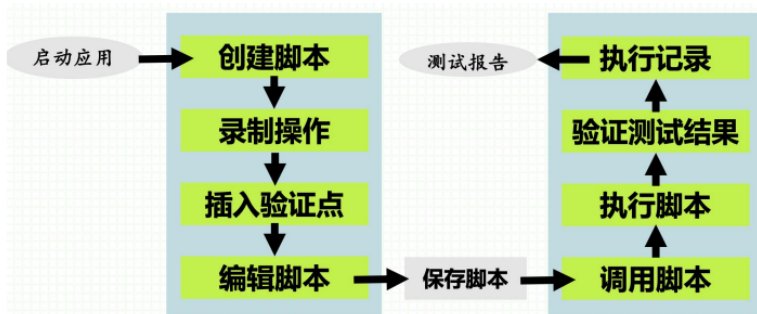 启动应用
创建脚本
录制操作
插入验证点
编辑脚本
保存脚本
调用脚本
执行脚本
验证测试结果
执行记录
测试报告